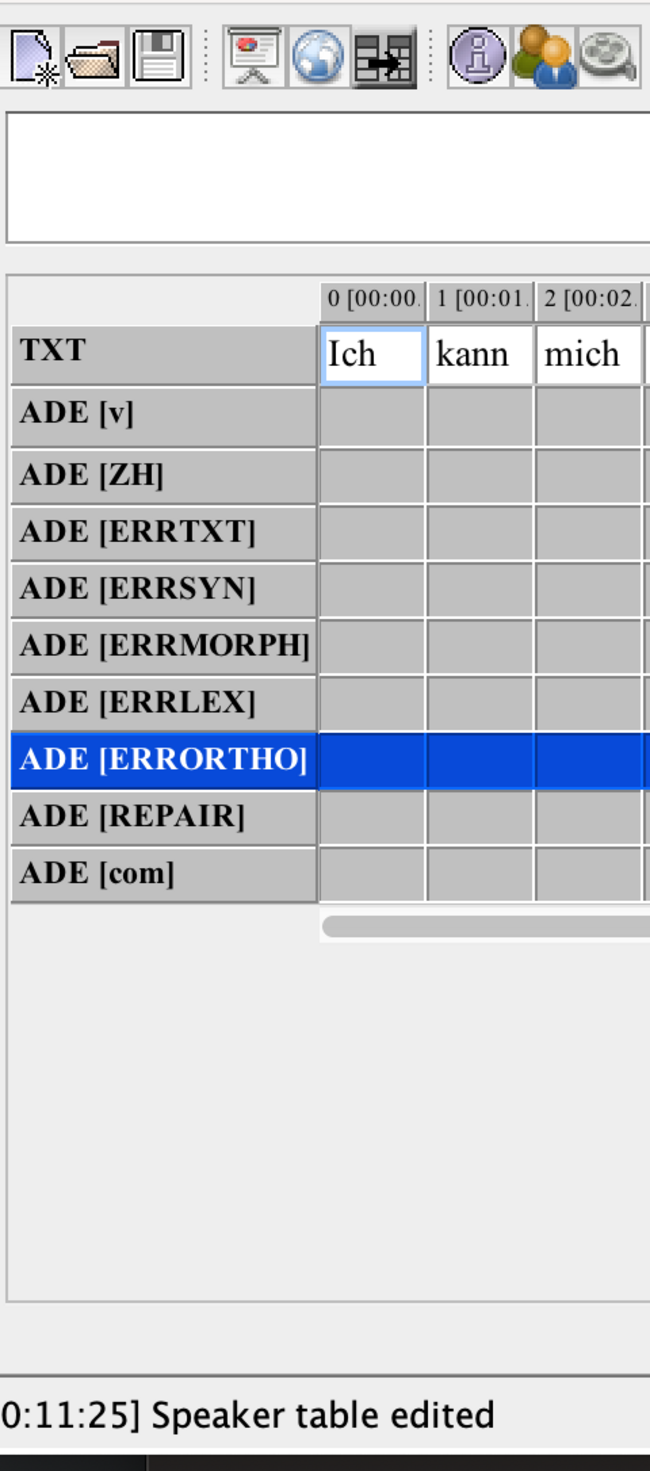 0 [00:00. 1 [00:01. 2 [00:02.
TXT Ich kann mich
ADE [v]
ADE [ZH]
ADE [ERRTXT]
ADE [ERRSYN]
ADE [ERRMORPH]
ADE [ERRLEX]
ADE [ERRORTHO]
ADE [REPAIR]
ADE [com]
0:11:25] Speaker table edited